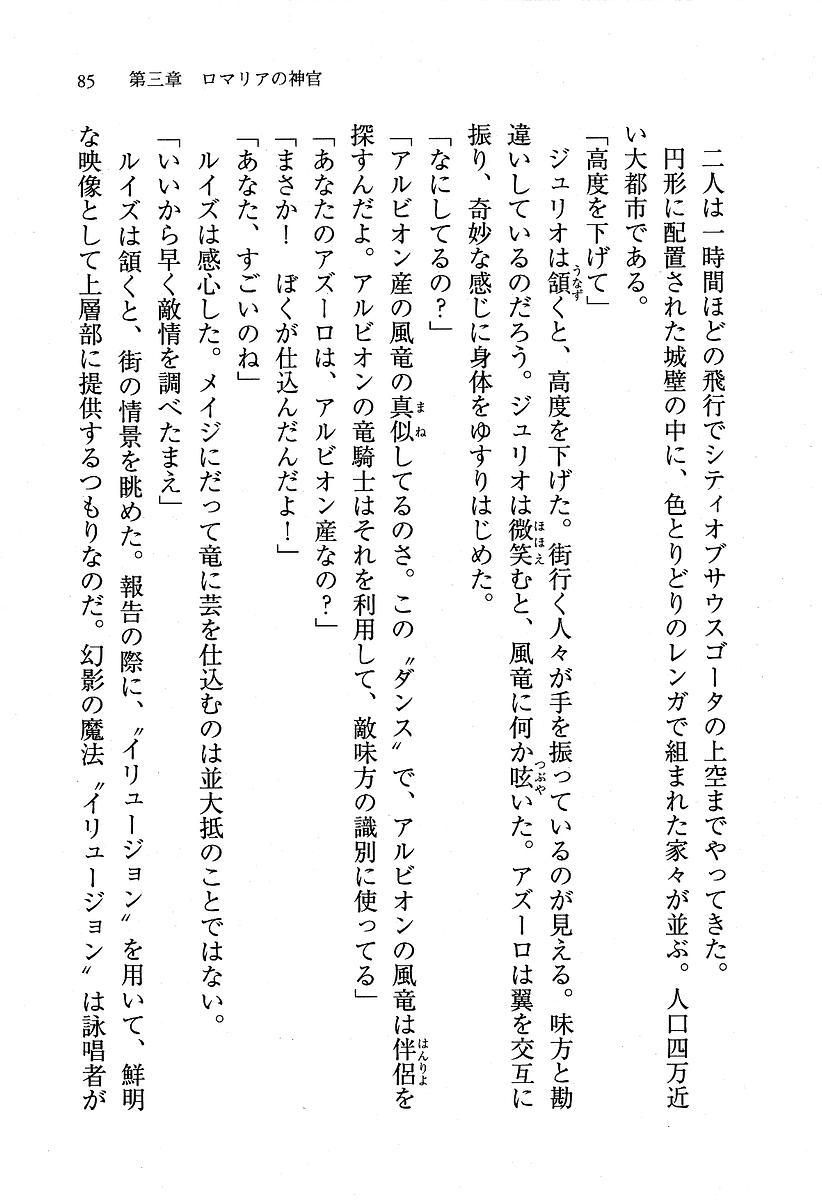 85　第三章　ロマリアの神官
　二人は一時間ほどの飛行でシティオブサウスゴータの上空までやってきた。
　円形に配置された城壁の中に、色とりどりのレンガで組まれた家々が並ぶ。人口四万近
い大都市である。
「高度を下げて」
　ジュリオは頷くと、高度を下げた。街行く人々が手を振っているのが見える。味方と勘
違いしているのだろう。ジュリオは微笑むと、風竜に何か呟いた。アズーロは翼を交互に
振り、奇妙な感じに身体をゆすりはじめた。
「なにしてるの？」
「アルビオン産の風竜の真似してるのさ。この〝ダンス〟で、アルビオンの風竜は伴侶を
探すんだよ。アルビオンの竜騎士はそれを利用して、敵味方の識別に使ってる」
「あなたのアズーロは、アルビオン産なの？」
「まさか！　ぼくが仕込んだんだよ！」
「あなた、すごいのね」
　ルイズは感心した。メイジにだって竜に芸を仕込むのは並大抵のことではない。
「いいから早く敵情を調べたまえ」
　ルイズは頷くと、街の情景を眺めた。報告の際に、〝イリュージョン〟を用いて、鮮明
な映像として上層部に提供するつもりなのだ。幻影の魔法〝イリュージョン〟は詠唱者が